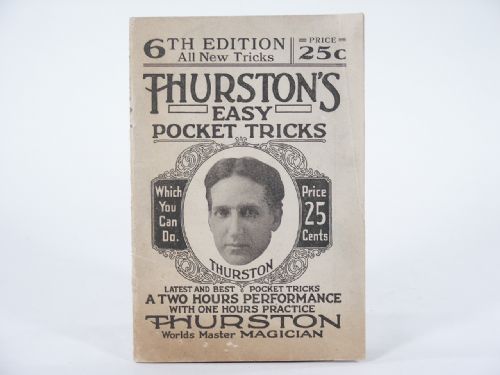 6TH EDITION
All New Tricks
PRICE
25c
THURSTON'S
EASY
POCKET TRICKS
Which
You
Can
Do.
Price
25
Cents
THURSTON
LATEST AND BEST POCKET TRICKS
A TWO HOURS PERFORMANCE
WITH ONE HOURS PRACTICE
THURSTON
Worlds Master MAGICIAN